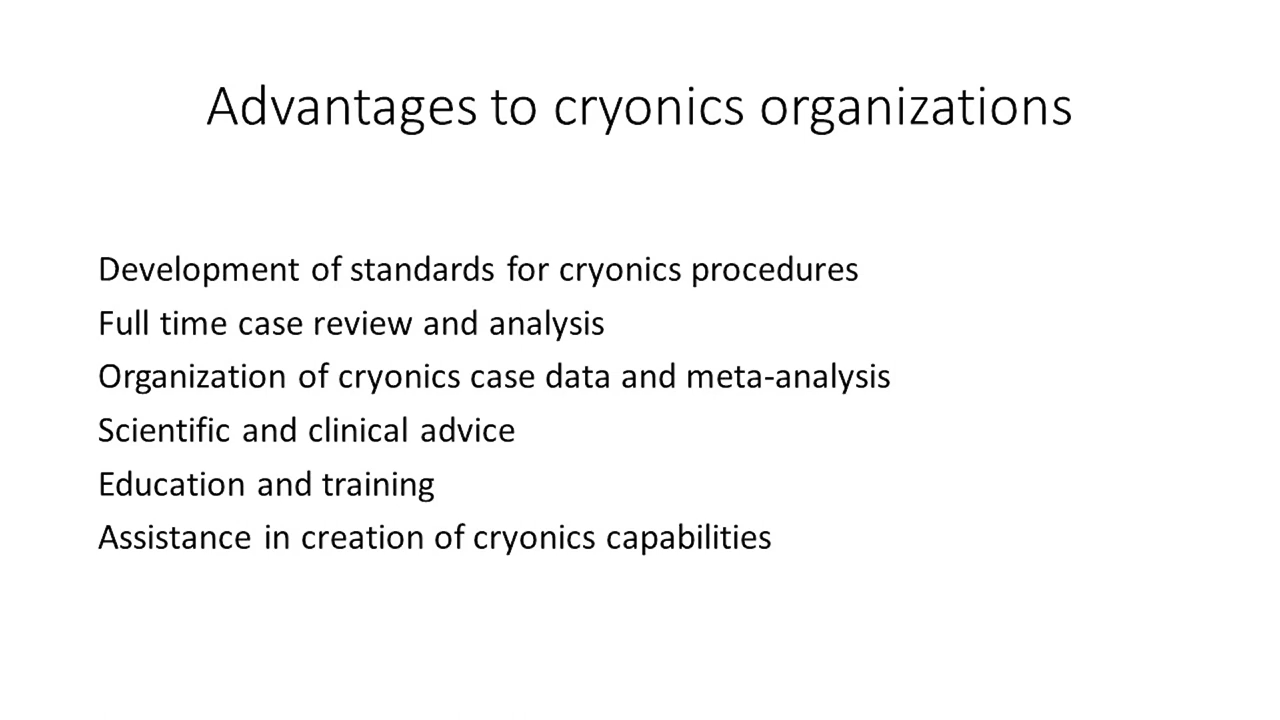 Advantages to cryonics organizations
Development of standards for cryonics procedures
Full time case review and analysis
Organization of cryonics case data and meta-analysis
Scientific and clinical advice
Education and training
Assistance in creation of cryonics capabilities